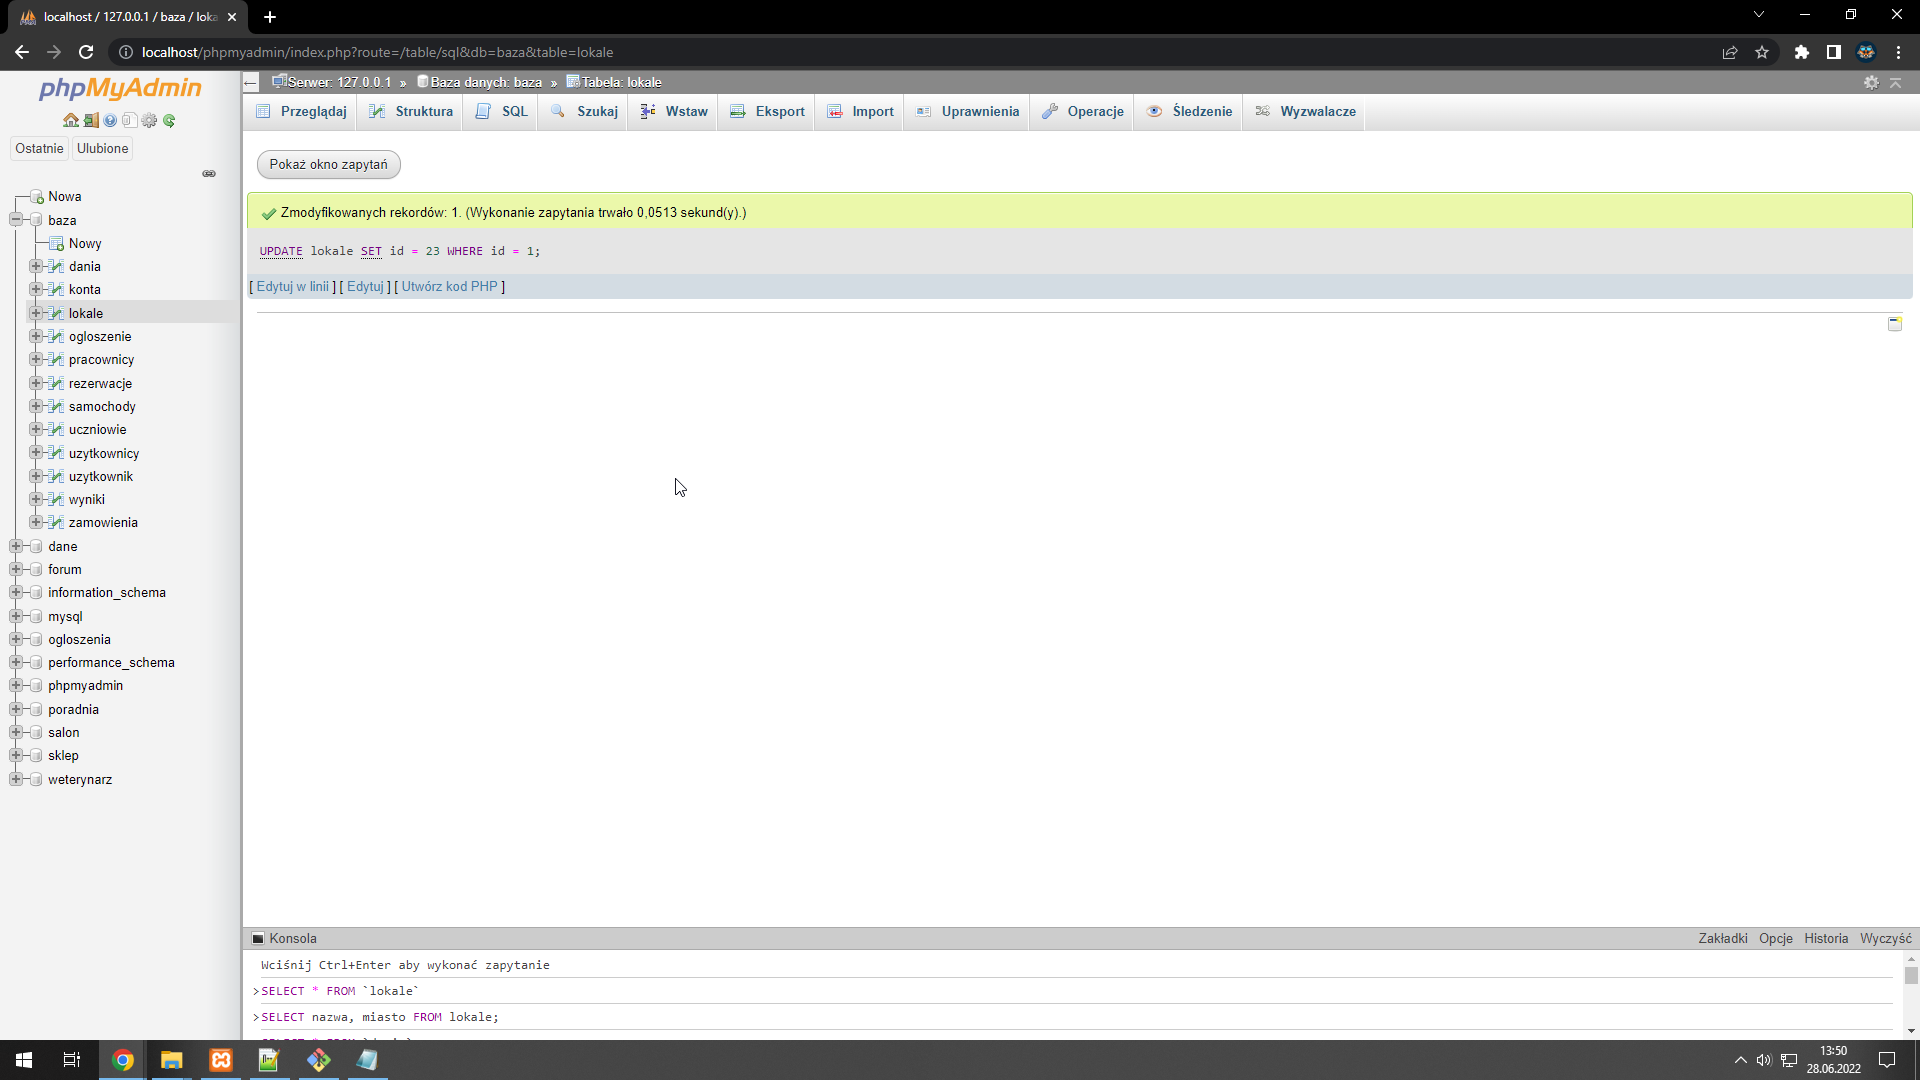 localhost / 127.0.0.1 / baza / loka
localhost/phpmyadmin/index.php?route=/table/sql&db=baza&table=lokale
phpMyAdmin
Ostatnie
Ulubione
Nowa
baza
Nowy
dania
konta
lokale
ogloszenie
pracownicy
rezerwacje
samochody
uczniowie
uzytkownicy
uzytkownik
wyniki
zamowienia
dane
forum
information_schema
mysql
ogloszenia
performance_schema
phpmyadmin
poradnia
salon
sklep
weterynarz
Serwer: 127.0.0.1 » Baza danych: baza » Tabela: lokale
Przeglądaj Struktura SQL Szukaj Wstaw Eksport Import Uprawnienia Operacje Śledzenie Wyzwalacze
Pokaż okno zapytań
Zmodyfikowanych rekordów: 1. (Wykonanie zapytania trwało 0,0513 sekund(y).)
UPDATE lokale SET id = 23 WHERE id = 1;
[ Edytuj w linii ] [ Edytuj ] [ Utwórz kod PHP ]
Konsola
Zakładki Opcje Historia Wyczyść
Wciśnij Ctrl+Enter aby wykonać zapytanie
>SELECT * FROM `lokale`
>SELECT nazwa, miasto FROM lokale;
13:50
28.06.2022